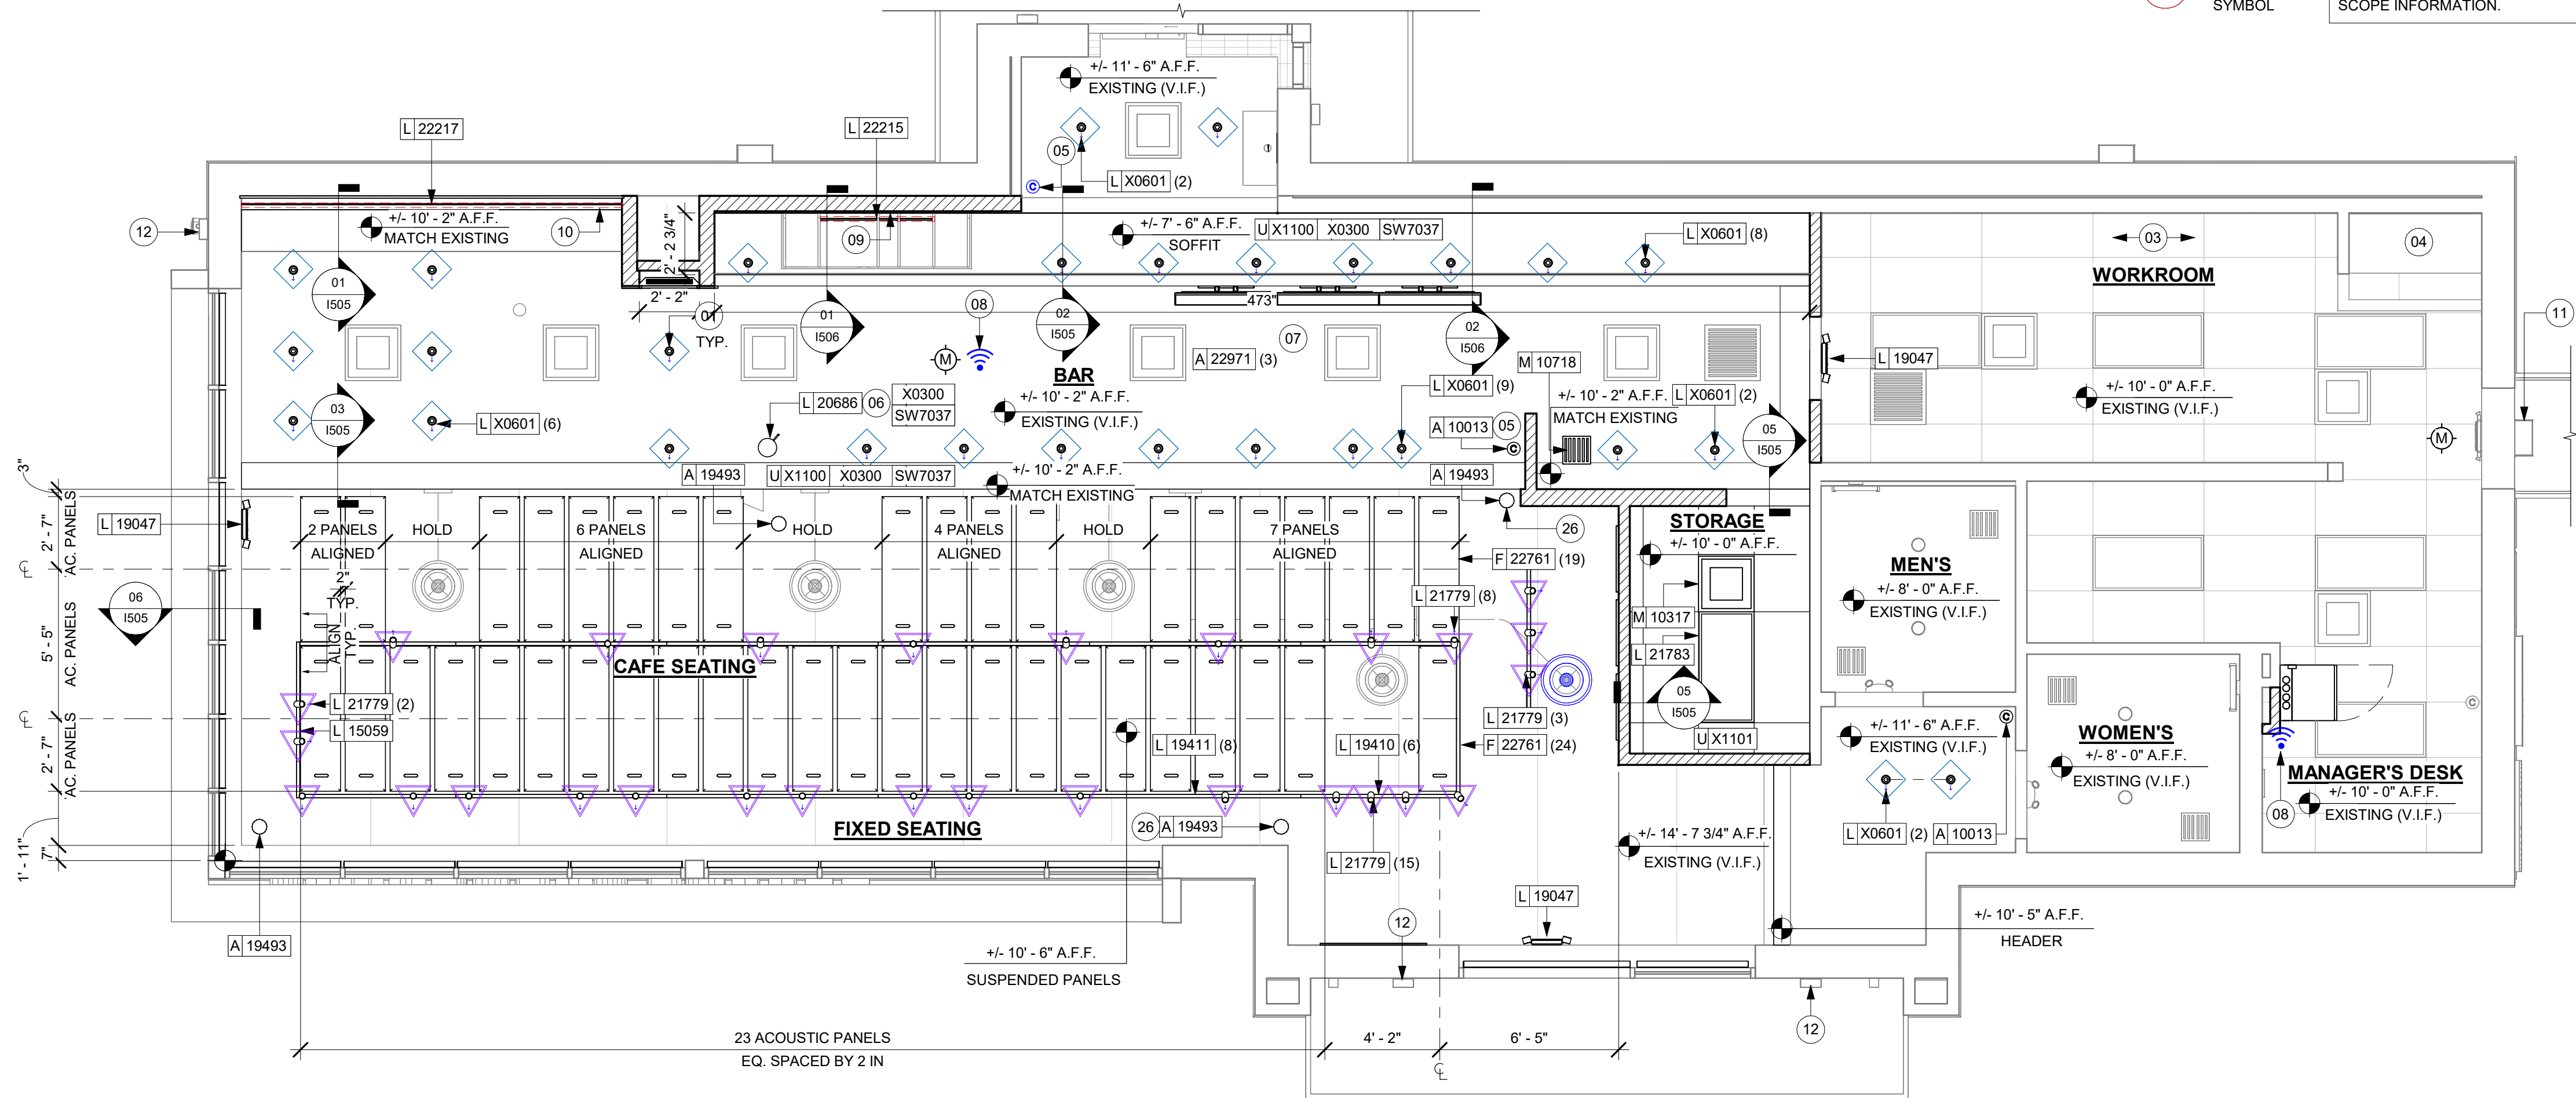 SYMBOL
SCOPE INFORMATION.
+/- 11' - 6" A.F.F.
EXISTING (V.I.F.)
L 22217
L 22215
05
L X0601 (2)
12
+/- 10' - 2" A.F.F.
MATCH EXISTING
10
2' - 2 3/4"
09
+/- 7' - 6" A.F.F.
SOFFIT
U X1100 X0300 SW7037
L X0601 (8)
03
04
WORKROOM
01
I505
2' - 2"
01
TYP.
01
I506
08
02
I505
473"
07
02
I506
11
M
A 22971 (3)
M 10718
L 19047
BAR
+/- 10' - 2" A.F.F.
EXISTING (V.I.F.)
L X0601 (9)
+/- 10' - 2" A.F.F.
MATCH EXISTING
L X0601 (2)
+/- 10' - 0" A.F.F.
EXISTING (V.I.F.)
03
I505
L X0601 (6)
L 20686 06 X0300
SW7037
A 10013 05
C
C
05
I505
M
3"
A 19493
U X1100 X0300 SW7037
+/- 10' - 2" A.F.F.
MATCH EXISTING
A 19493
L 19047
2' - 7"
AC. PANELS
2 PANELS
ALIGNED
HOLD
6 PANELS
ALIGNED
HOLD
4 PANELS
ALIGNED
HOLD
7 PANELS
ALIGNED
26
STORAGE
+/- 10' - 0" A.F.F.
MEN'S
+/- 8' - 0" A.F.F.
EXISTING (V.I.F.)
F 22761 (19)
2"
TYP.
L 21779 (8)
M 10317
06
I505
5' - 5"
AC. PANELS
ALIGN
TYP.
CAFE SEATING
L 21783
05
I505
L 21779 (2)
L 15059
L 21779 (3)
F 22761 (24)
L 19411 (8)
L 19410 (6)
U X1101
+/- 11' - 6" A.F.F.
EXISTING (V.I.F.)
C
C
WOMEN'S
+/- 8' - 0" A.F.F.
EXISTING (V.I.F.)
MANAGER'S DESK
+/- 10' - 0" A.F.F.
EXISTING (V.I.F.)
08
2' - 7"
AC. PANELS
FIXED SEATING
26 A 19493
+/- 14' - 7 3/4" A.F.F.
EXISTING (V.I.F.)
L X0601 (2)
A 10013
1' - 11"
7"
L 21779 (15)
L 19047
A 19493
+/- 10' - 6" A.F.F.
SUSPENDED PANELS
12
+/- 10' - 5" A.F.F.
HEADER
12
23 ACOUSTIC PANELS
EQ. SPACED BY 2 IN
4' - 2"
6' - 5"